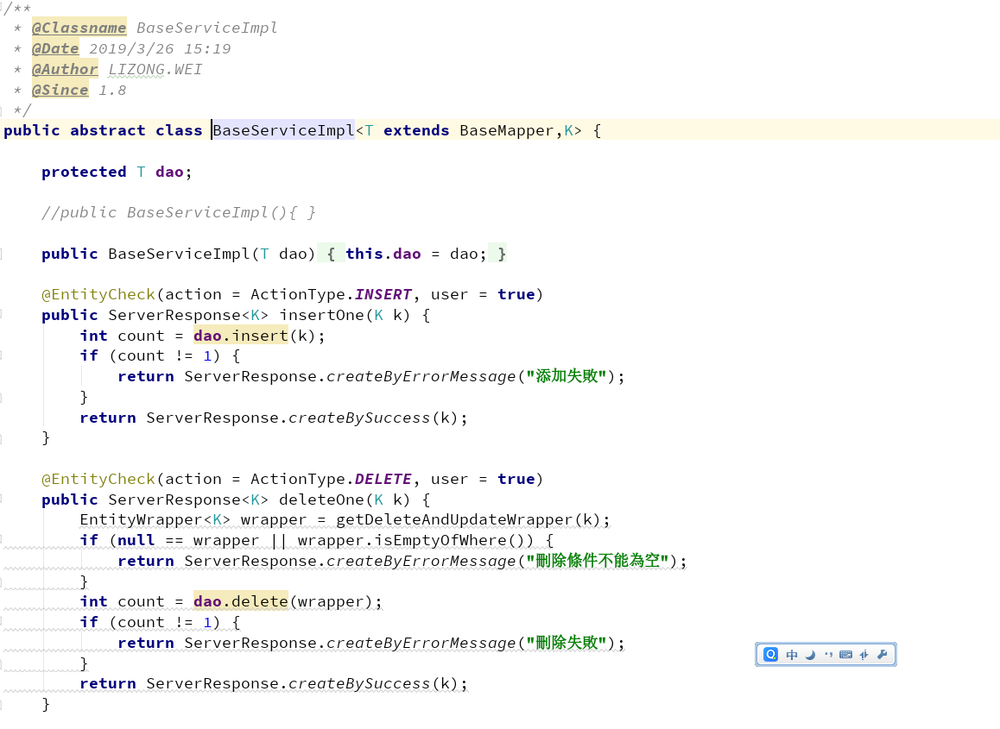 /**
 * @Classname BaseServiceImpl
 * @Date 2019/3/26 15:19
 * @Author LIZONG.WEI
 * @Since 1.8
 */
public abstract class BaseServiceImpl<T extends BaseMapper,K> {
    protected T dao;
    //public BaseServiceImpl(){ }
    public BaseServiceImpl(T dao) { this.dao = dao; }
    @EntityCheck(action = ActionType.INSERT, user = true)
    public ServerResponse<K> insertOne(K k) {
        int count = dao.insert(k);
        if (count != 1) {
            return ServerResponse.createByErrorMessage("添加失敗");
        }
        return ServerResponse.createBySuccess(k);
    }
    @EntityCheck(action = ActionType.DELETE, user = true)
    public ServerResponse<K> deleteOne(K k) {
        EntityWrapper<K> wrapper = getDeleteAndUpdateWrapper(k);
        if (null == wrapper || wrapper.isEmptyOfWhere()) {
            return ServerResponse.createByErrorMessage("刪除條件不能為空");
        }
        int count = dao.delete(wrapper);
        if (count != 1) {
            return ServerResponse.createByErrorMessage("刪除失敗");
        }
        return ServerResponse.createBySuccess(k);
    }
中